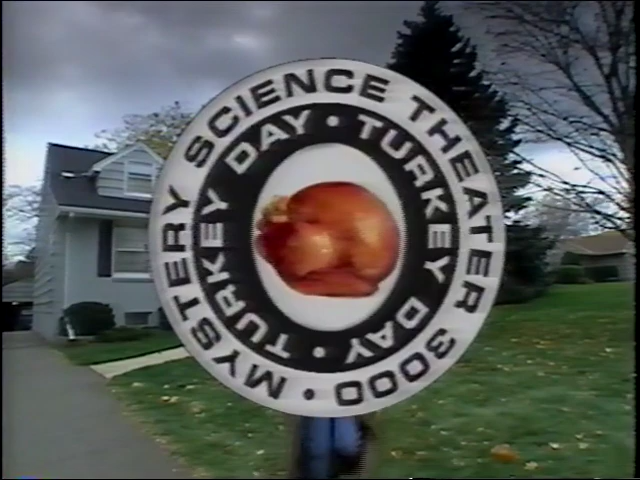 MYSTERY SCIENCE THEATER 3000 •
TURKEY DAY • TURKEY DAY •